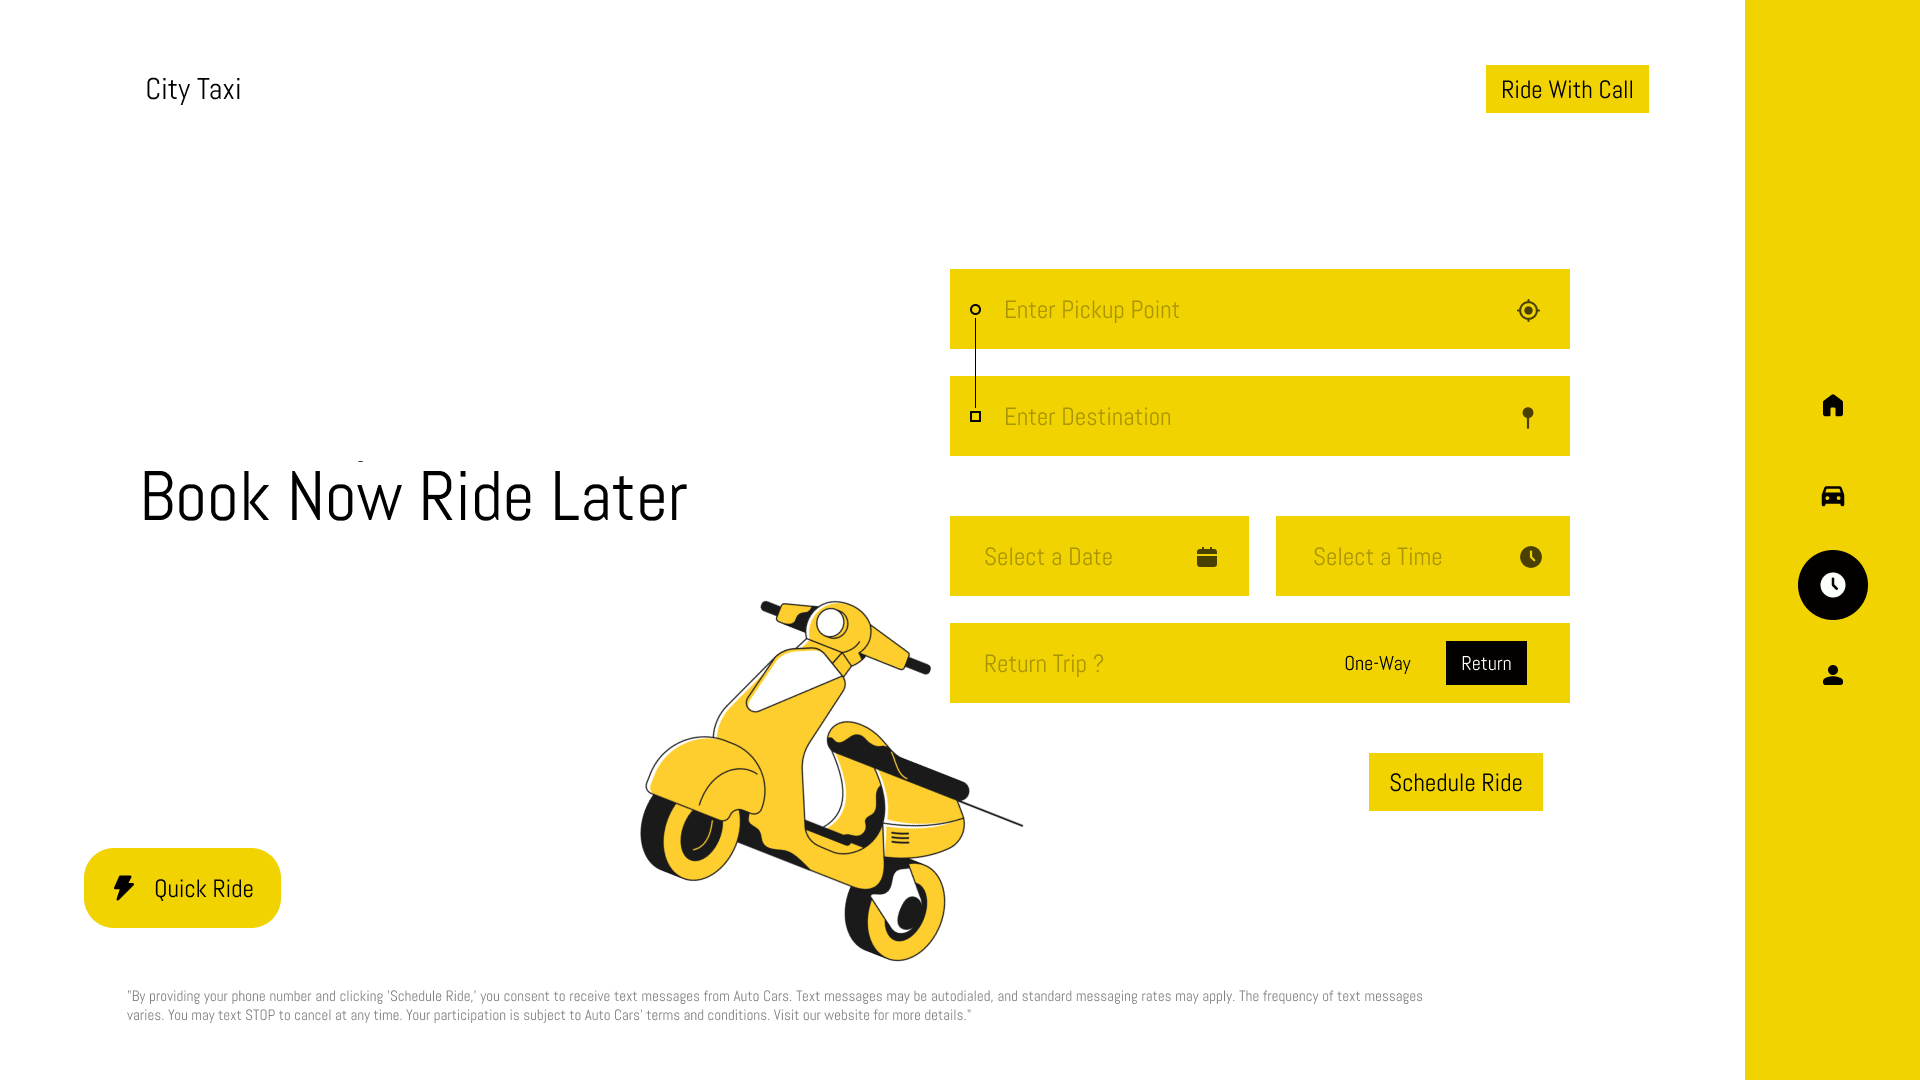 City Taxi
Ride With Call
Enter Pickup Point
Enter Destination
Book Now Ride Later
Select a Date
Select a Time
Return Trip ?
One-Way
Return
Schedule Ride
Quick Ride
"By providing your phone number and clicking 'Schedule Ride,' you consent to receive text messages from Auto Cars. Text messages may be autodialed, and standard messaging rates may apply. The frequency of text messages
varies. You may text STOP to cancel at any time. Your participation is subject to Auto Cars' terms and conditions. Visit our website for more details."